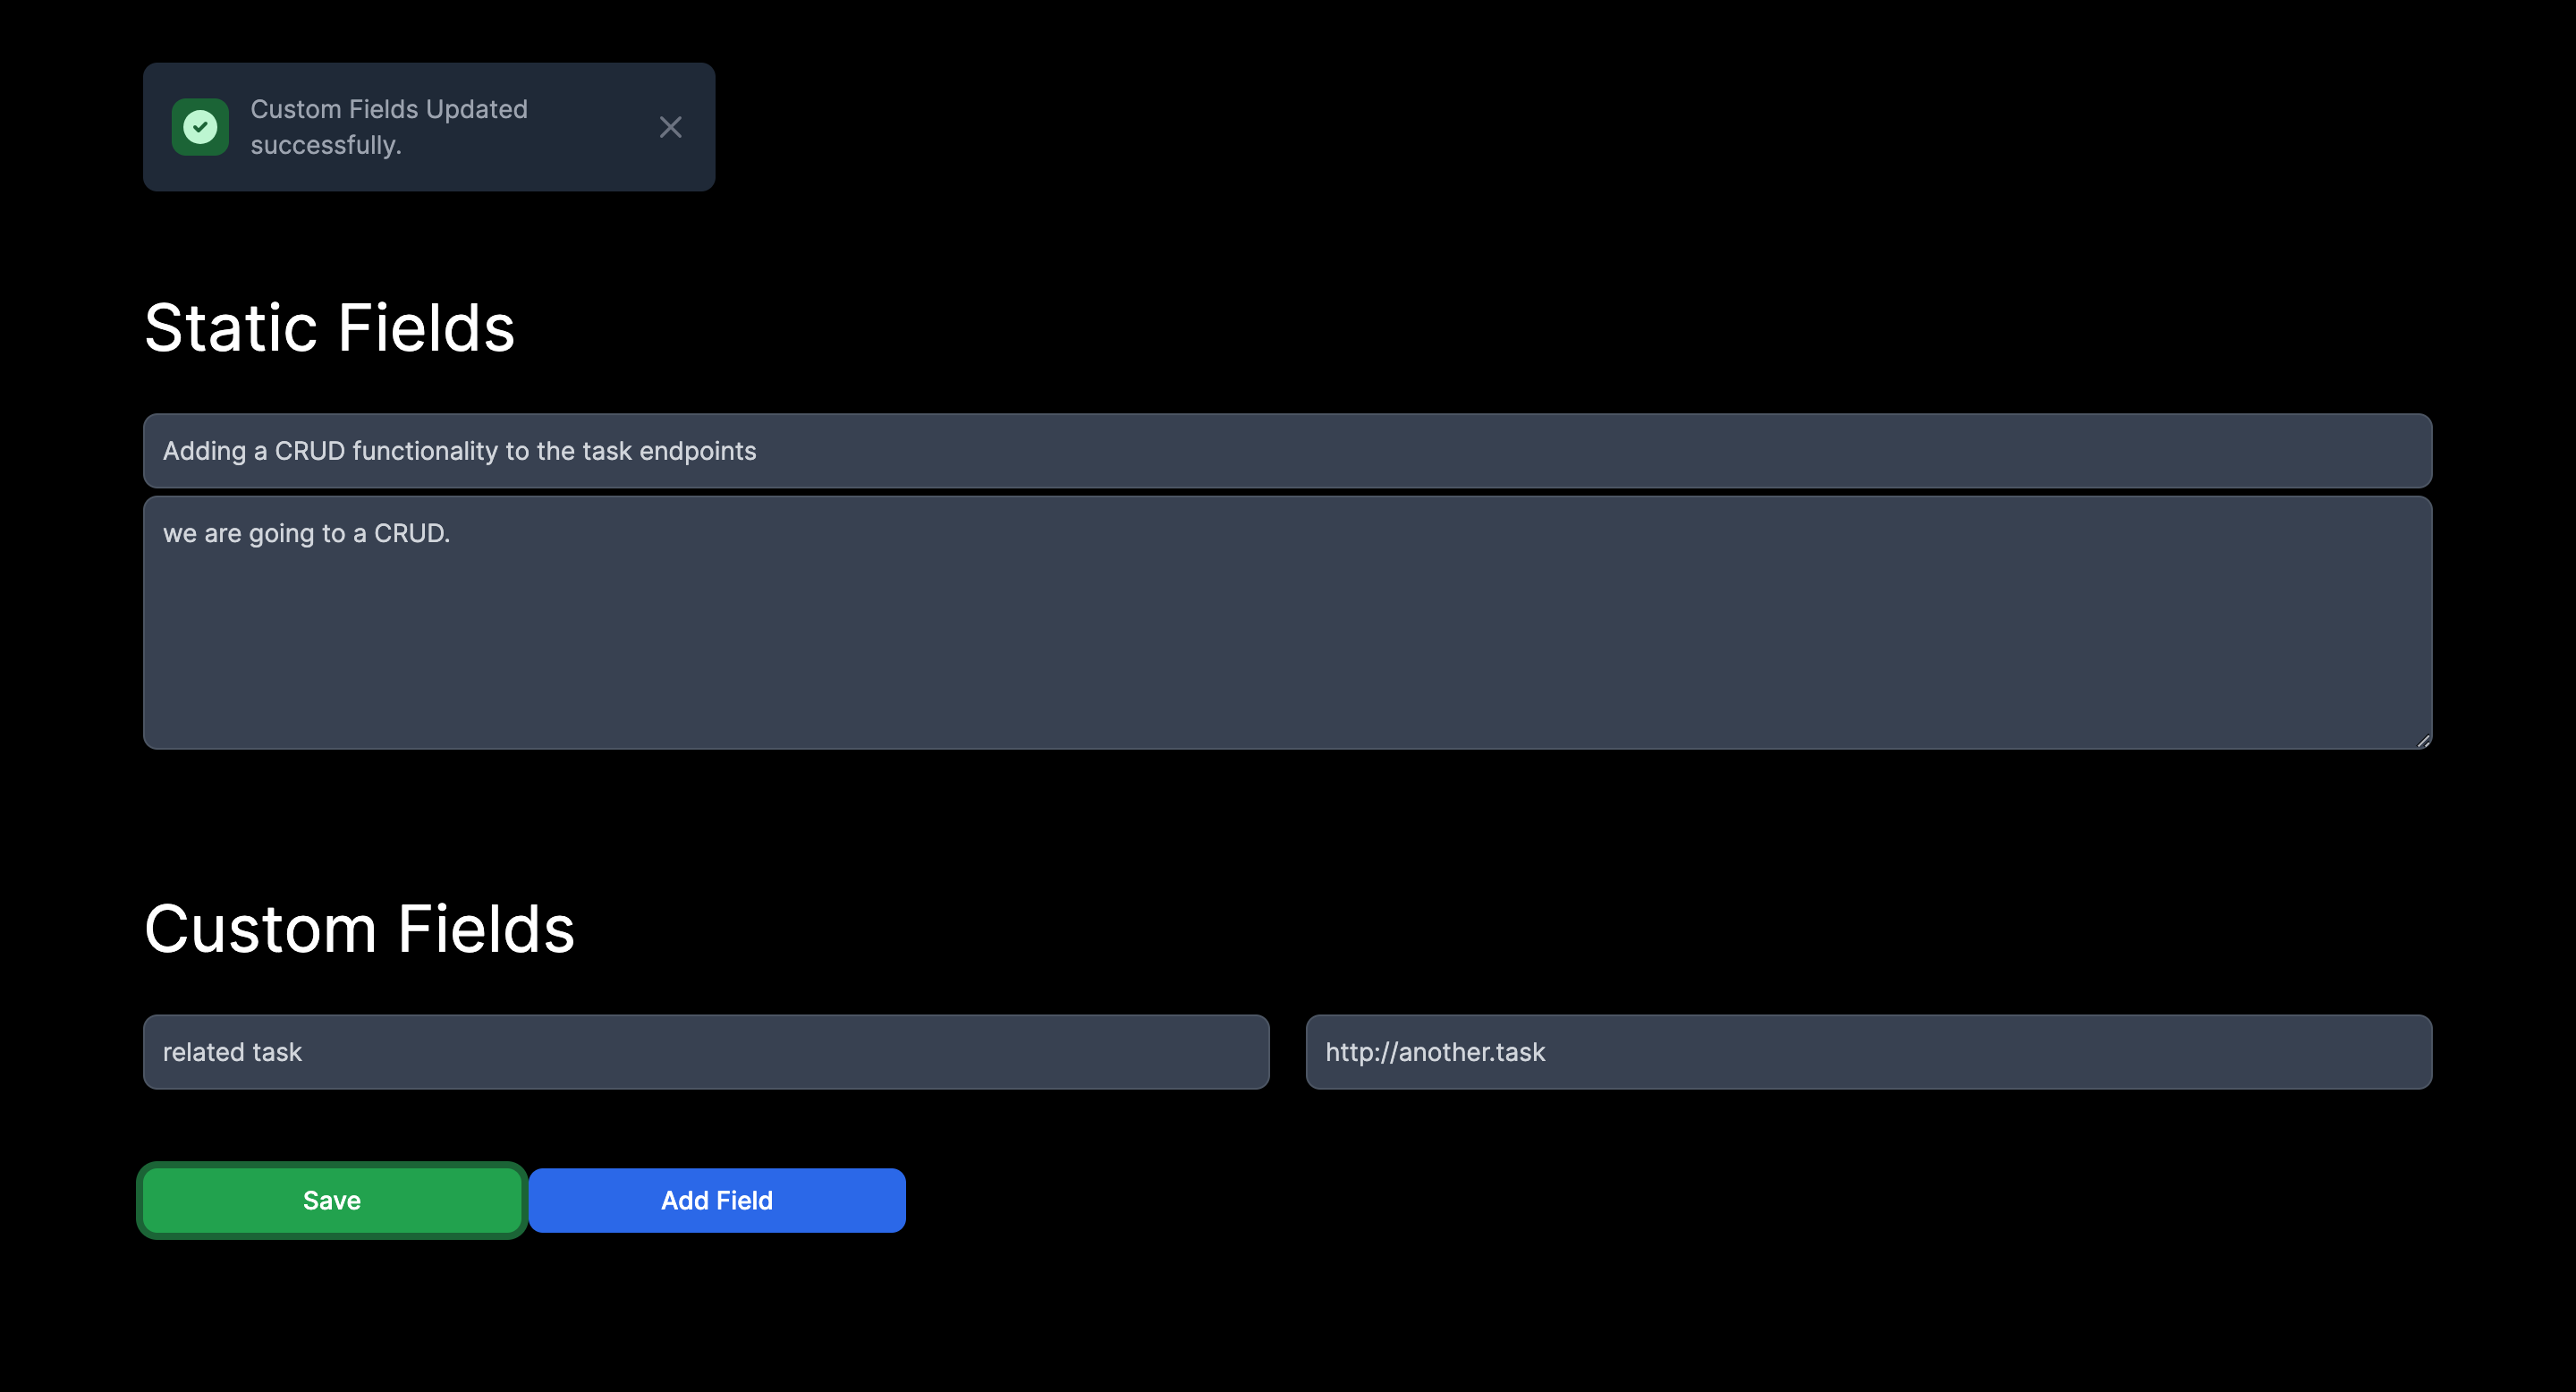 Custom Fields Updated
successfully.
Static Fields
Adding a CRUD functionality to the task endpoints
we are going to a CRUD.
Custom Fields
related task
http://another.task
Save
Add Field